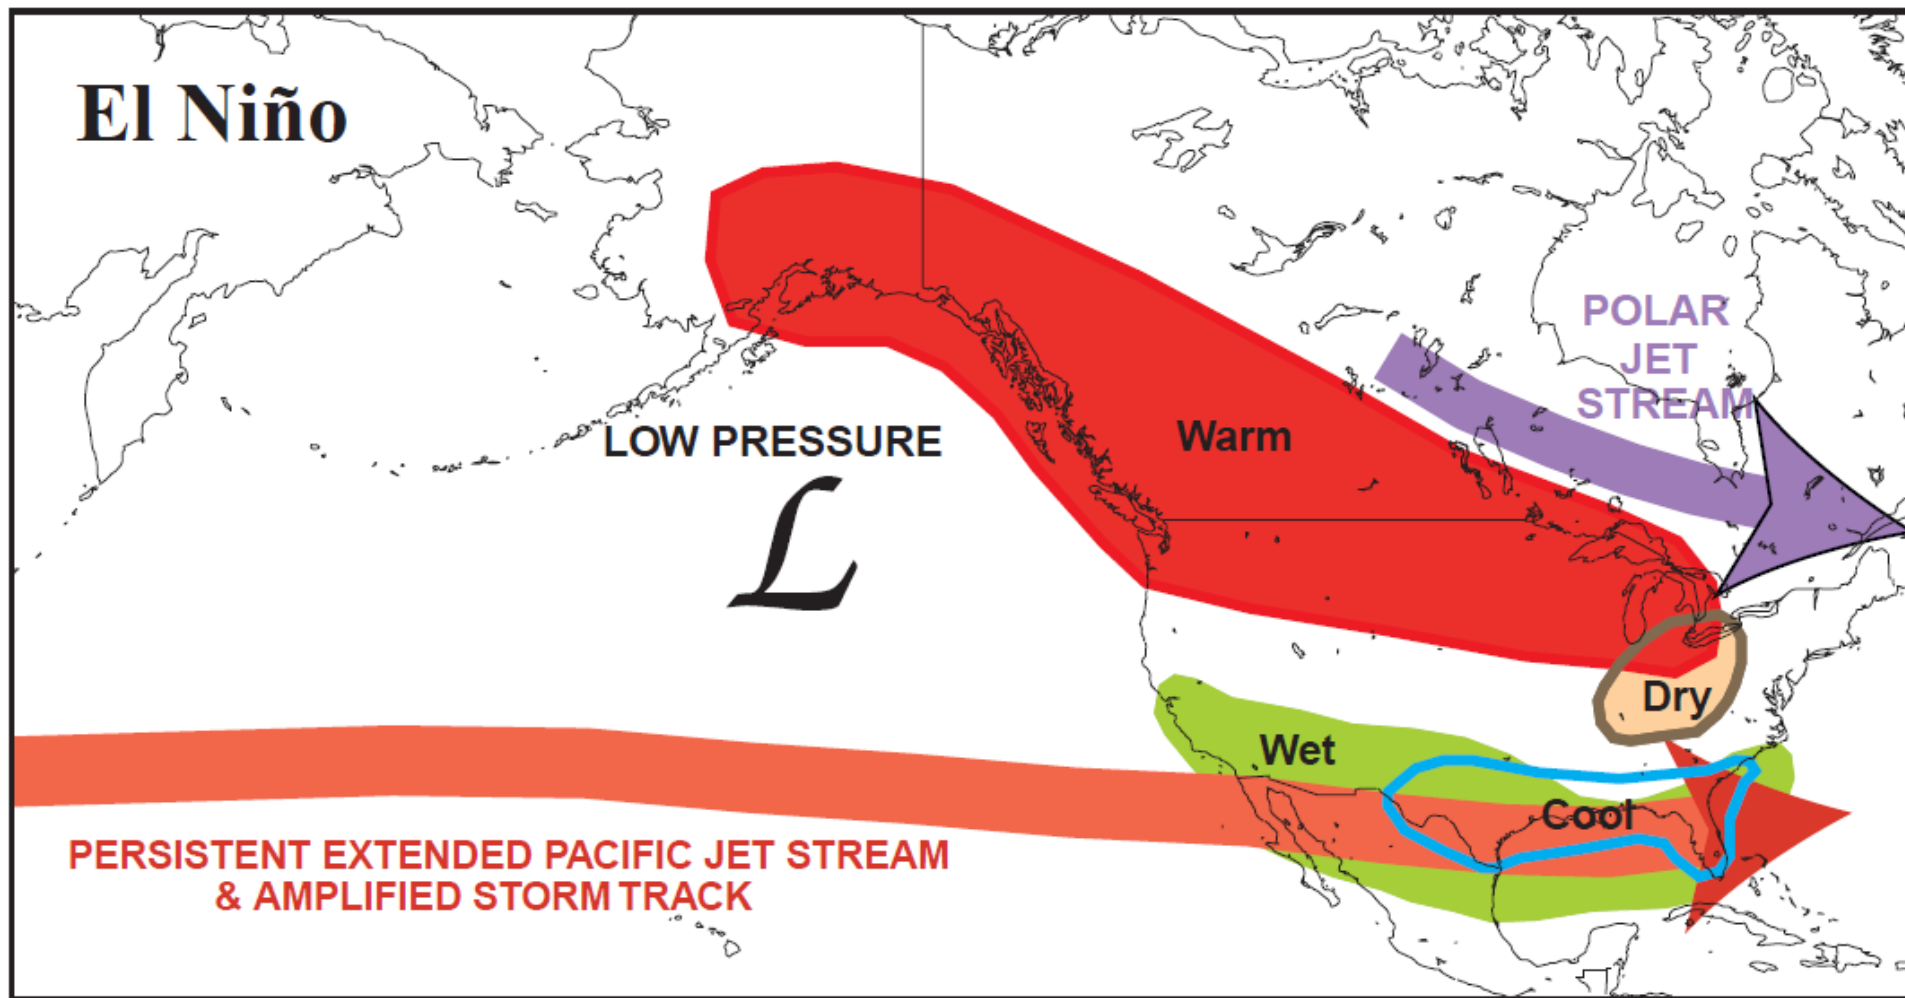 El Niño
POLAR
JET
STREAM
LOW PRESSURE
L
Warm
Dry
Wet
Cool
PERSISTENT EXTENDED PACIFIC JET STREAM
& AMPLIFIED STORM TRACK